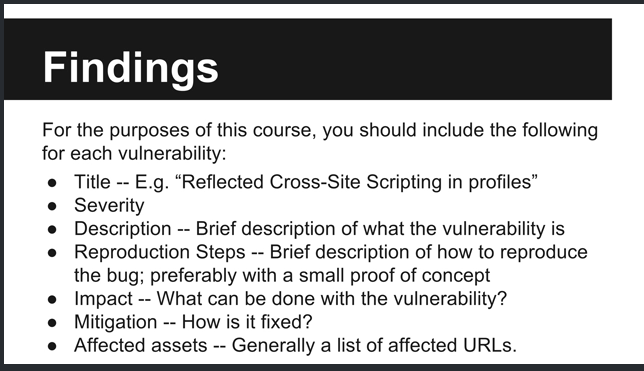 Findings
For the purposes of this course, you should include the following
for each vulnerability:
● Title -- E.g. “Reflected Cross-Site Scripting in profiles”
● Severity
● Description -- Brief description of what the vulnerability is
● Reproduction Steps -- Brief description of how to reproduce
the bug; preferably with a small proof of concept
● Impact -- What can be done with the vulnerability?
● Mitigation -- How is it fixed?
● Affected assets -- Generally a list of affected URLs.